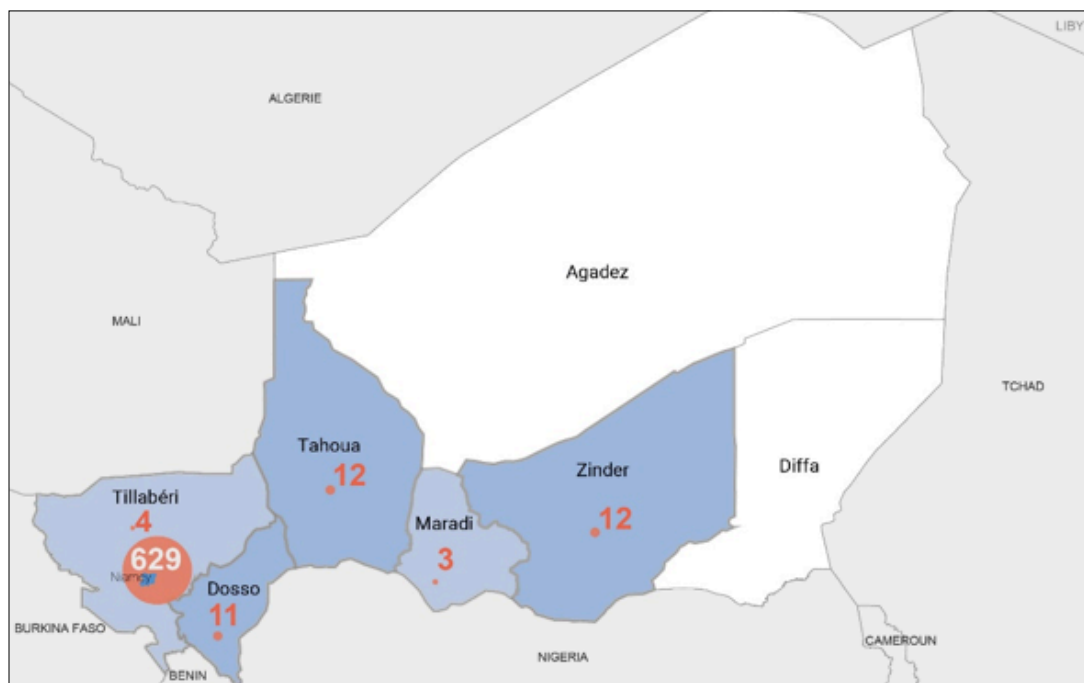 LIBY
ALGERIE
Agadez
MALI
TCHAD
Tahoua
12
Zinder
12
Diffa
Tillabéri
4
Maradi
3
629
Dosso
11
BURKINA FASO
BENIN
NIGERIA
CAMEROUN